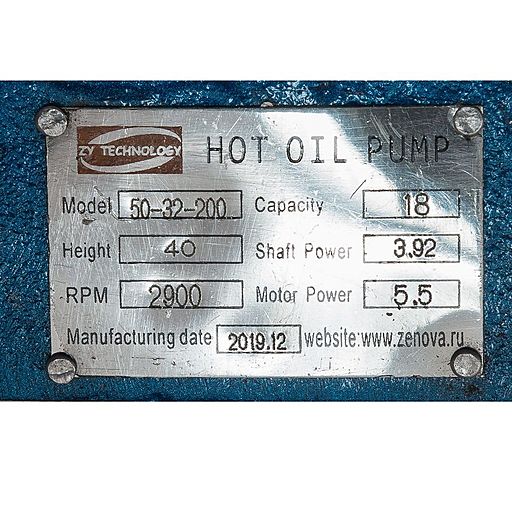 ZY TECHNOLOGY HOT OIL PUMP
Model 50-32-200 Capacity 18
Height 40 Shaft Power 3.92
RPM 2900 Motor Power 5.5
Manufacturing date 2019.12 website:www.zenova.ru